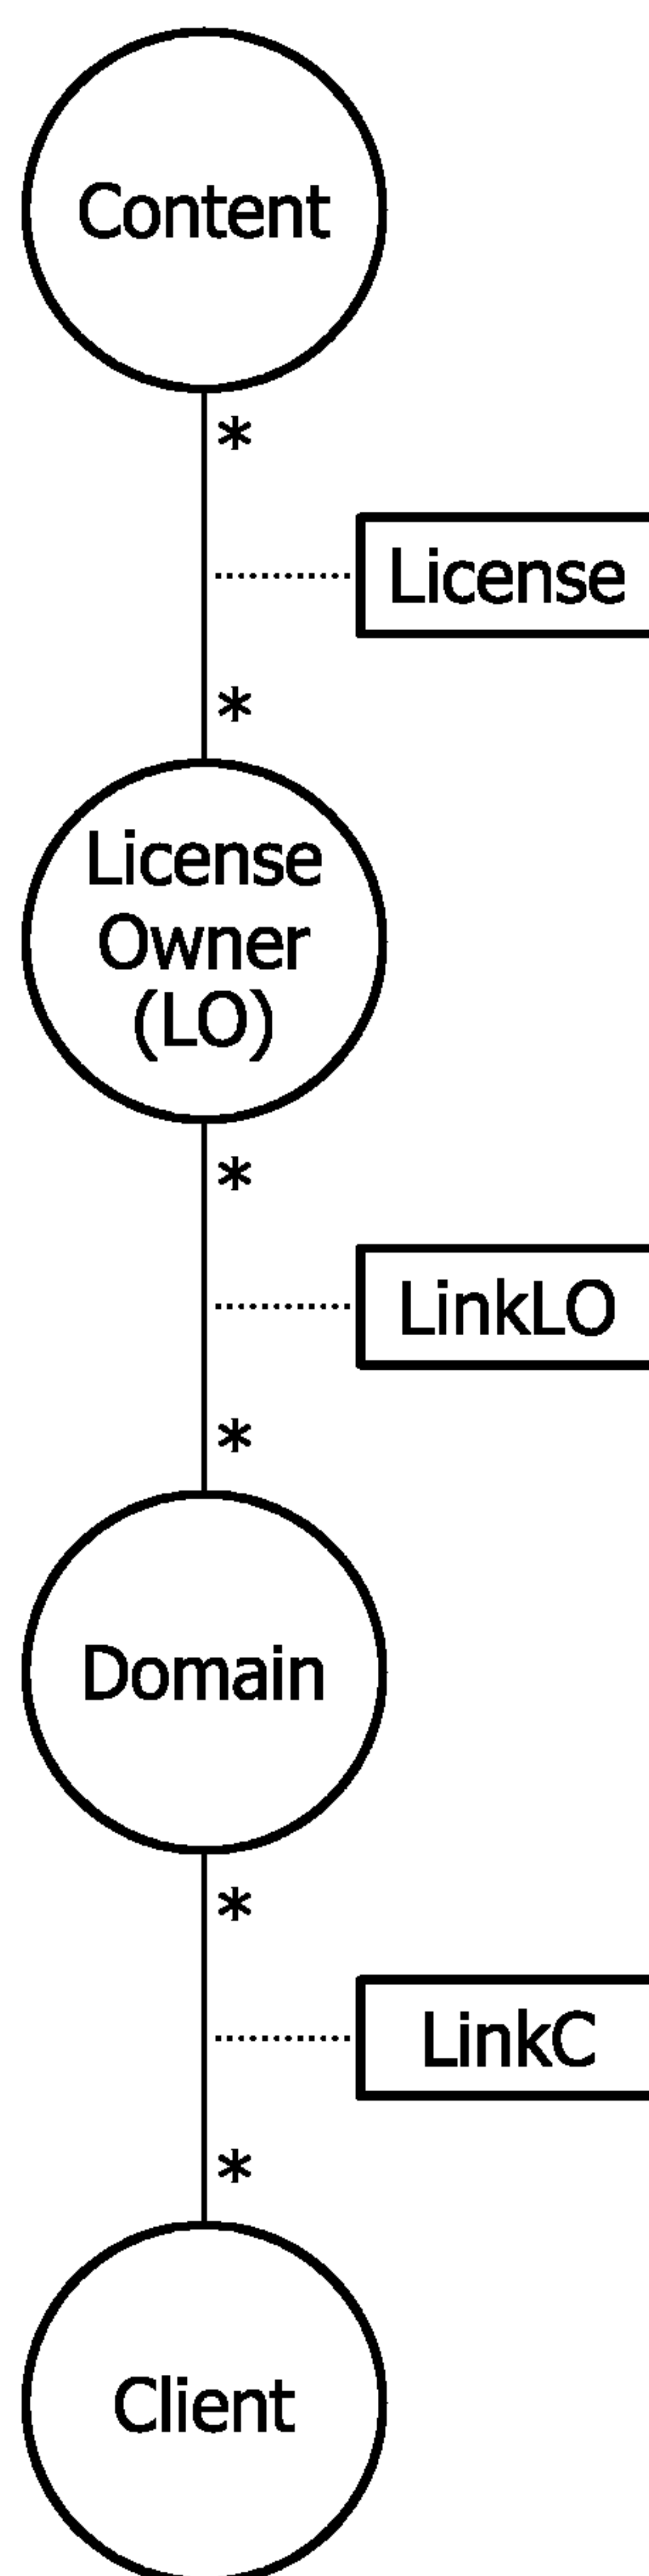 Content
*
License
*
License
Owner
(LO)
*
LinkLO
*
Domain
*
LinkC
*
Client